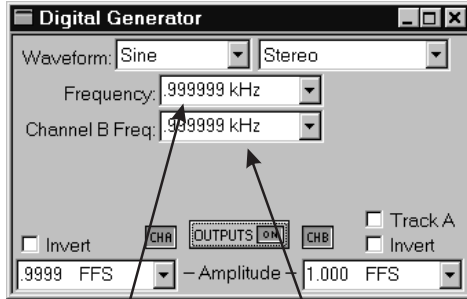 Digital Generator
Waveform: Sine Stereo
Frequency: .999999 kHz
Channel B Freq: .999999 kHz
Track A
Invert CHA OUTPUTS ON CHB Invert
.9999 FFS – Amplitude – 1.000 FFS